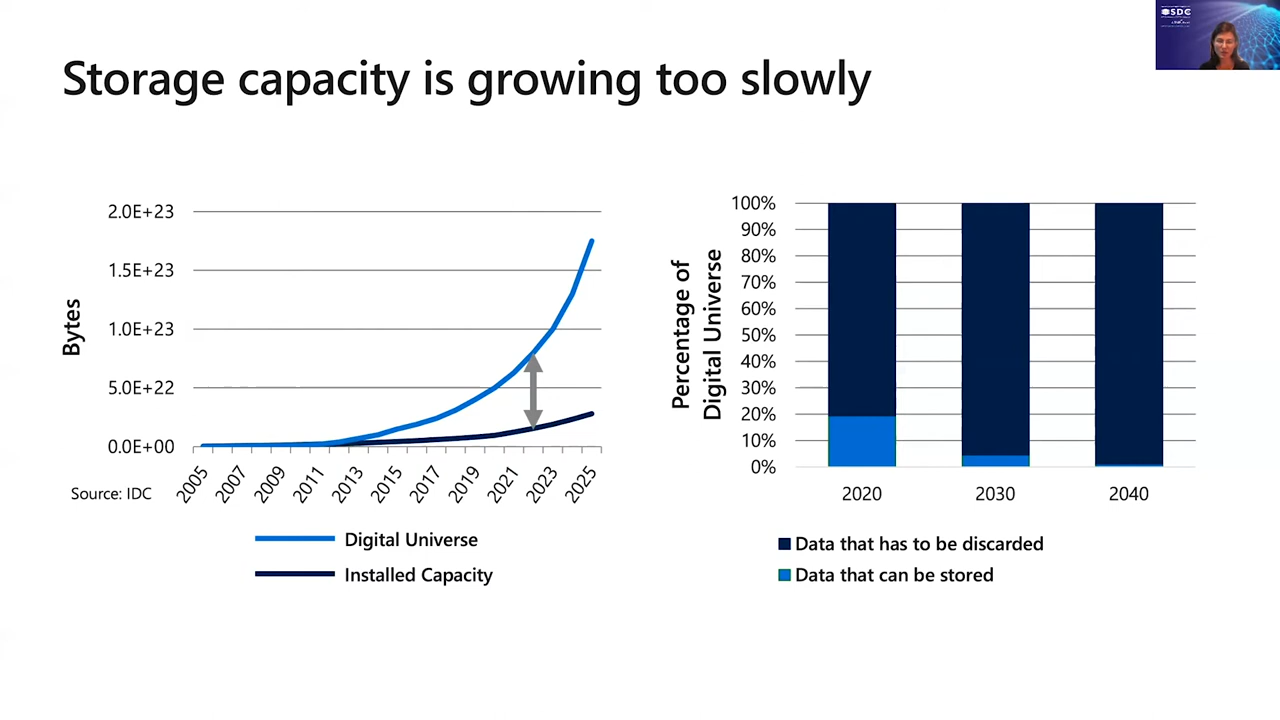 SDC
Storage capacity is growing too slowly
2.0E+23
1.5E+23
1.0E+23
5.0E+22
0.0E+00
Bytes
2005
2007
2009
2011
2013
2015
2017
2019
2021
2023
2025
Source: IDC
Digital Universe
Installed Capacity
100%
90%
80%
70%
60%
50%
40%
30%
20%
10%
0%
Percentage of
Digital Universe
2020
2030
2040
Data that has to be discarded
Data that can be stored